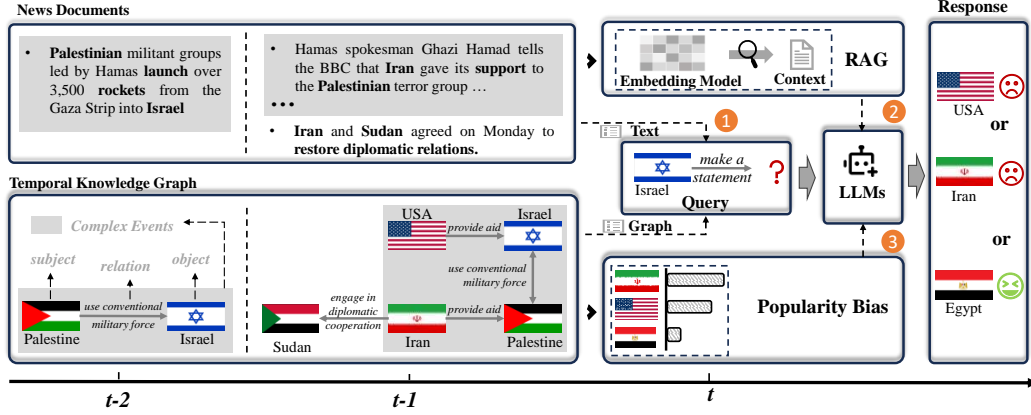 News Documents
• Palestinian militant groups
led by Hamas launch over
3,500 rockets from the
Gaza Strip into Israel
• Hamas spokesman Ghazi Hamad tells
the BBC that Iran gave its support to
the Palestinian terror group …
•••
• Iran and Sudan agreed on Monday to
restore diplomatic relations.
Temporal Knowledge Graph
Complex Events
subject
relation
object
use conventional
military force
Palestine
Israel
USA
Israel
provide aid
use conventional
military force
engage in
diplomatic
cooperation
provide aid
Sudan
Iran
Palestine
Embedding Model
Context
RAG
1
2
Text
Israel
make a
statement
?
Query
Graph
LLMs
3
Popularity Bias
Response
USA
or
Iran
or
Egypt
t-2
t-1
t